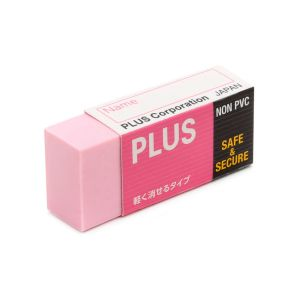 Name
PLUS Corporation JAPAN
PLUS
軽く消せるタイプ
NON PVC
SAFE
&
SECURE